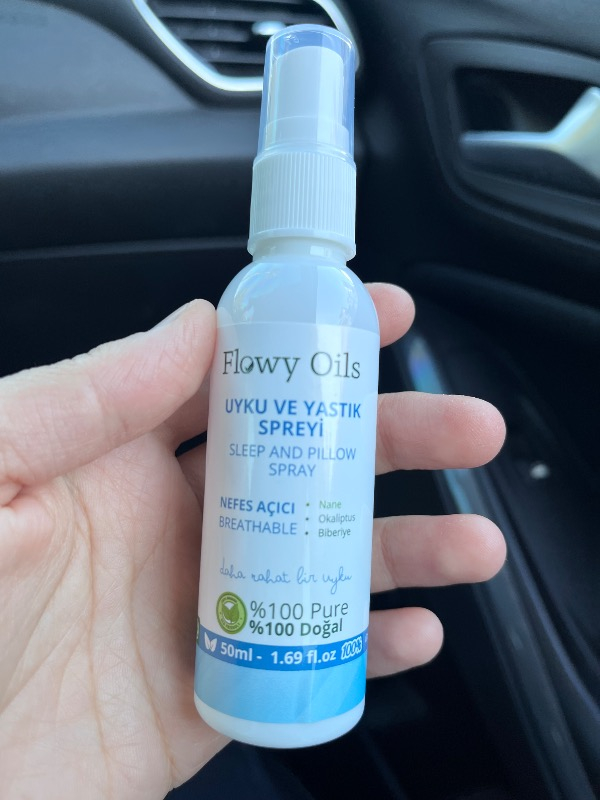 Flowy Oils
UYKU VE YASTIK
SPREYİ
SLEEP AND PILLOW
SPRAY
NEFES AÇICI
BREATHABLE
• Nane
• Okaliptus
• Biberiye
daha rahat bir uyku
%100 Pure
%100 Doğal
50ml - 1.69 fl.oz 100%